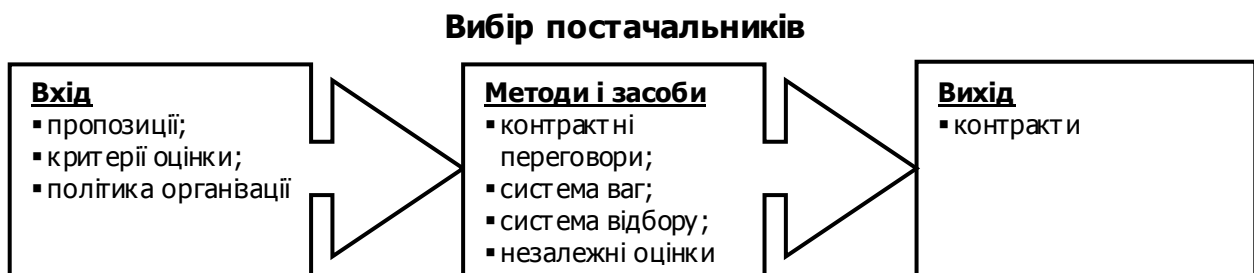 Вибір постачальників
Вхід
▪ пропозиції;
▪ критерії оцінки;
▪ політика організації
Методи і засоби
▪ контрактні
переговори;
▪ система ваг;
▪ система відбору;
▪ незалежні оцінки
Вихід
▪ контракти